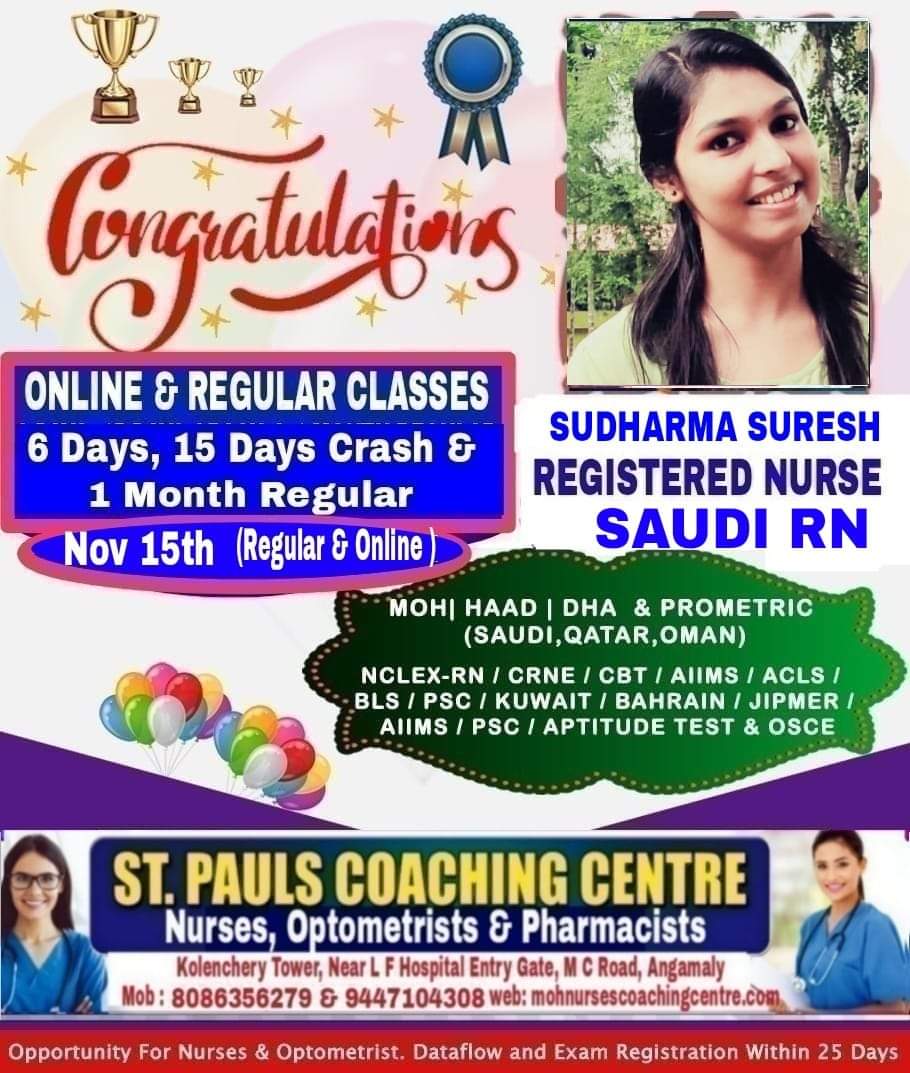 Congratulations
ONLINE & REGULAR CLASSES
6 Days, 15 Days Crash &
1 Month Regular
Nov 15th (Regular & Online )
SUDHARMA SURESH
REGISTERED NURSE
SAUDI RN
MOH| HAAD | DHA & PROMETRIC
(SAUDI,QATAR,OMAN)
NCLEX-RN / CRNE / CBT / AIIMS / ACLS /
BLS / PSC / KUWAIT / BAHRAIN / JIPMER /
AIIMS / PSC / APTITUDE TEST & OSCE
ST. PAULS COACHING CENTRE
Nurses, Optometrists & Pharmacists
Kolenchery Tower, Near L F Hospital Entry Gate, M C Road, Angamaly
Mob : 8086356279 & 9447104308 web: mohnursescoachingcentre.com
Opportunity For Nurses & Optometrist. Dataflow and Exam Registration Within 25 Days